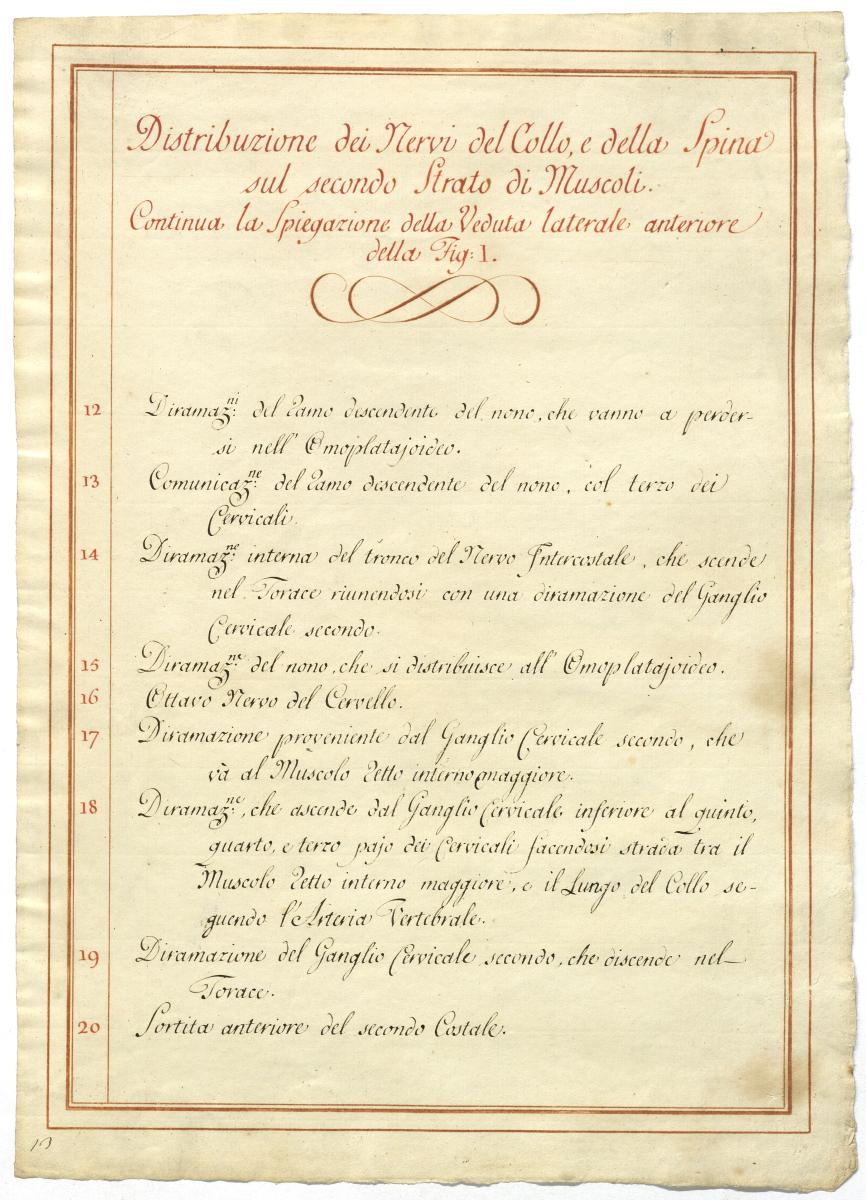 Distribuzione dei Nervi del Collo, e della Spina
sul secondo Strato di Muscoli.
Continua la Spiegazione della Veduta laterale anteriore
della Fig: I.
12 Diramaz.ni del Ramo descendente del nono, che vanno a perder-
si nell' Omoplatajoideo.
13 Comunicaz.ne del Ramo descendente del nono, col terzo dei
Cervicali.
14 Diramaz.ne interna del tronco del Nervo Intercostale, che scende
nel Torace riunendosi con una diramazione del Ganglio
Cervicale secondo.
15 Diramaz.ne del nono, che si distribuisce all' Omoplatajoideo.
16 Ottavo Nervo del Cervello.
17 Diramazione proveniente dal Ganglio Cervicale secondo, che
và al Muscolo Retto interno maggiore.
18 Diramaz.ne, che ascende dal Ganglio Cervicale inferiore al quinto,
quarto, e terzo pajo dei Cervicali facendosi strada tra il
Muscolo Retto interno maggiore, e il Lungo del Collo se-
guendo l'Arteria Vertebrale.
19 Diramazione del Ganglio Cervicale secondo, che discende nel
Torace.
20 Sortita anteriore del secondo Costale.
13